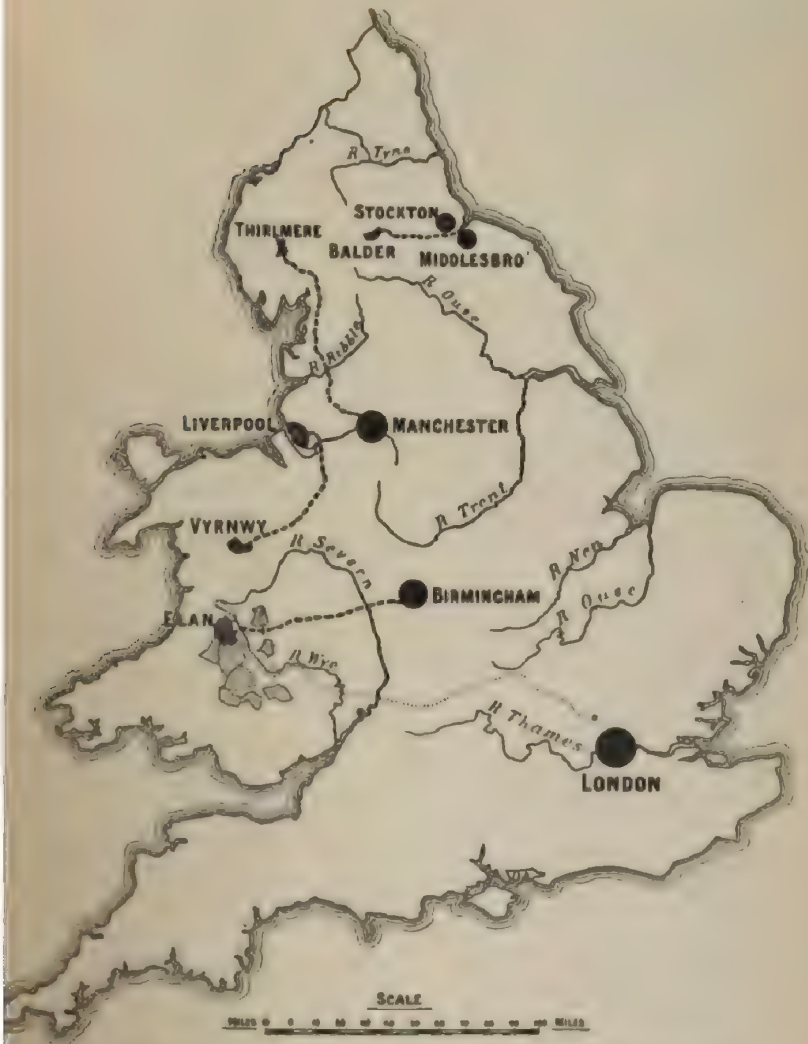 R Tyne
STOCKTON
THIRLMERE
BALDER
MIDDLESBRO'
R Ouse
R Ribble
LIVERPOOL
MANCHESTER
R Trent
VYRNWY
R Severn
R Nen
BIRMINGHAM
R Ouse
ELAN
R Wye
R Thames
LONDON
SCALE
MILES
MILES